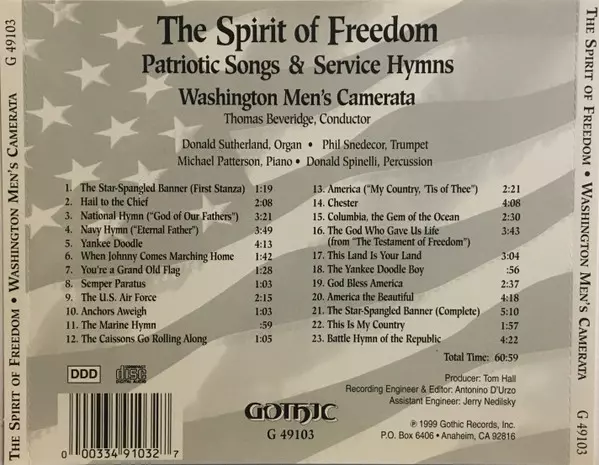 The Spirit of Freedom
Patriotic Songs & Service Hymns
Washington Men's Camerata
Thomas Beveridge, Conductor
Donald Sutherland, Organ • Phil Snedecor, Trumpet
Michael Patterson, Piano • Donald Spinelli, Percussion
1. The Star-Spangled Banner (First Stanza) 1:19
2. Hail to the Chief 2:08
3. National Hymn ("God of Our Fathers") 3:21
4. Navy Hymn ("Eternal Father") 3:49
5. Yankee Doodle 4:13
6. When Johnny Comes Marching Home 1:42
7. You're a Grand Old Flag 1:28
8. Semper Paratus 1:03
9. The U.S. Air Force 2:15
10. Anchors Aweigh 1:03
11. The Marine Hymn :59
12. The Caissons Go Rolling Along 1:05
13. America ("My Country, 'Tis of Thee") 2:21
14. Chester 4:08
15. Columbia, the Gem of the Ocean 2:30
16. The God Who Gave Us Life 3:43
(from "The Testament of Freedom")
17. This Land Is Your Land 3:04
18. The Yankee Doodle Boy :56
19. God Bless America 2:37
20. America the Beautiful 4:18
21. The Star-Spangled Banner (Complete) 5:10
22. This Is My Country 1:57
23. Battle Hymn of the Republic 4:22
Total Time: 60:59
DDD
COMPACT
disc
DIGITAL AUDIO
Producer: Tom Hall
Recording Engineer & Editor: Antonino D'Urzo
Assistant Engineer: Jerry Nedilsky
GOTHIC
G 49103
℗ 1999 Gothic Records, Inc.
P.O. Box 6406 • Anaheim, CA 92816
0 00334 91032 7
The Spirit of Freedom • Washington Men's Camerata G 49103
The Spirit of Freedom • Washington Men's Camerata G 49103